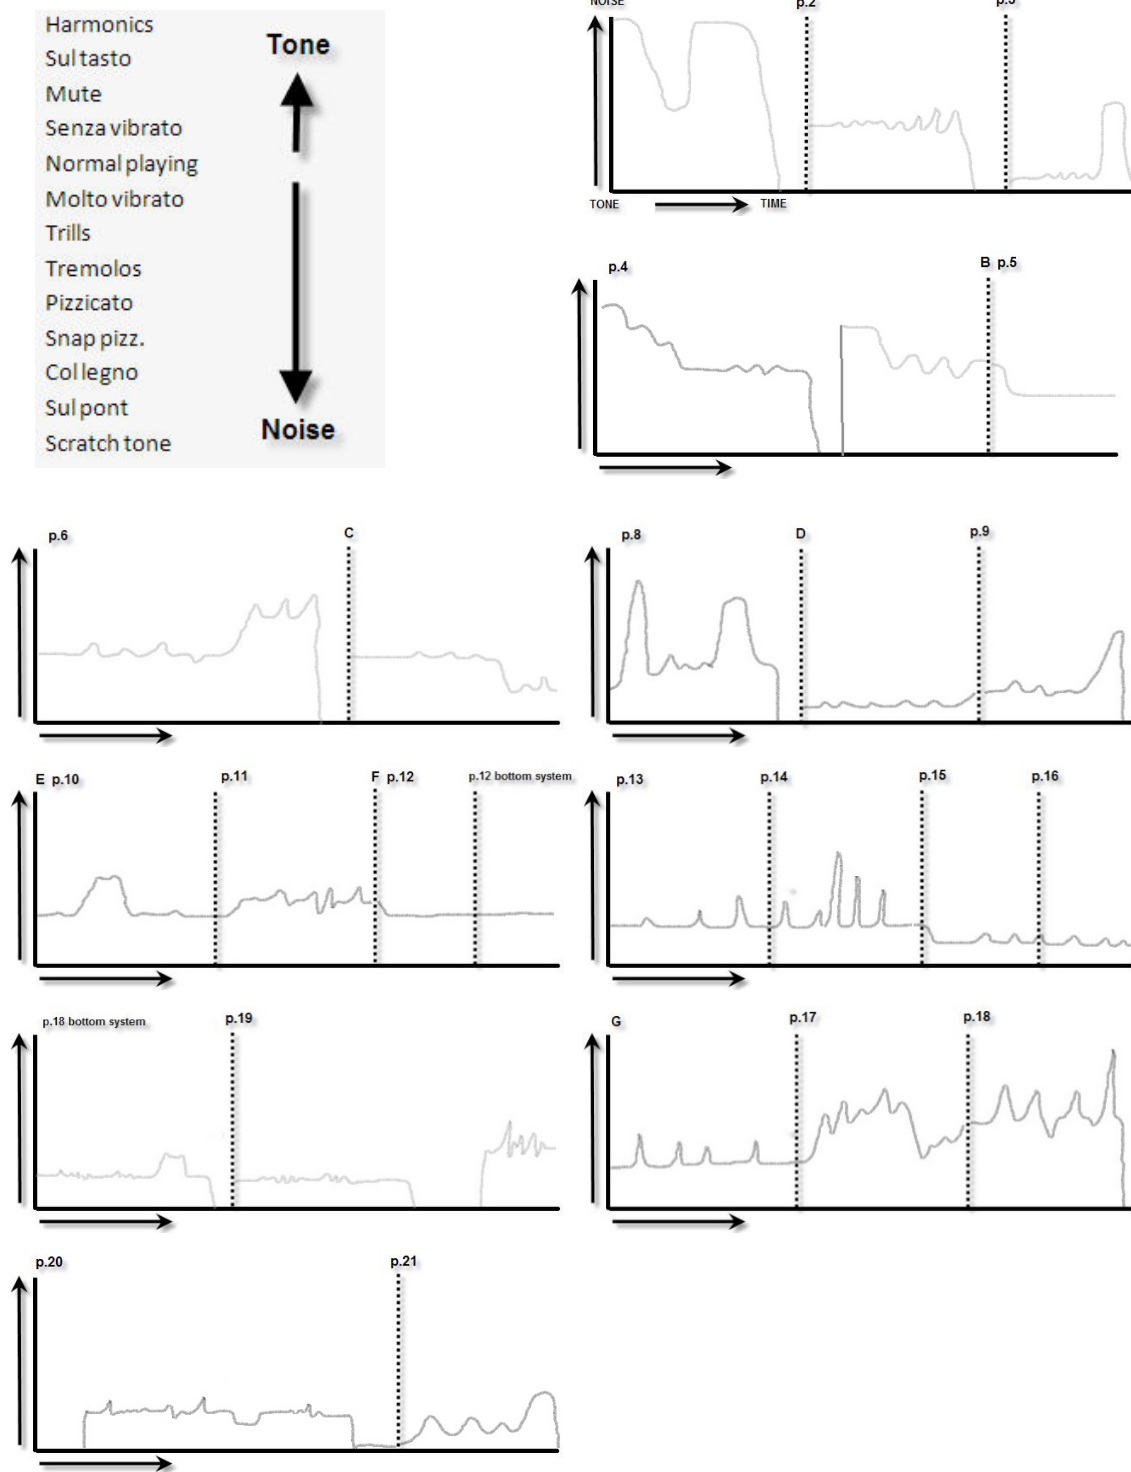 Harmonics
Sul tasto
Mute
Senza vibrato
Normal playing
Molto vibrato
Trills
Tremolos
Pizzicato
Snap pizz.
Col legno
Sul pont
Scratch tone
Tone
Noise
NOISE
p.2
p.3
TONE
TIME
p.4
B p.5
p.6
C
p.8
D
p.9
E p.10
p.11
F p.12
p.12 bottom system
p.13
p.14
p.15
p.16
p.18 bottom system
p.19
G
p.17
p.18
p.20
p.21